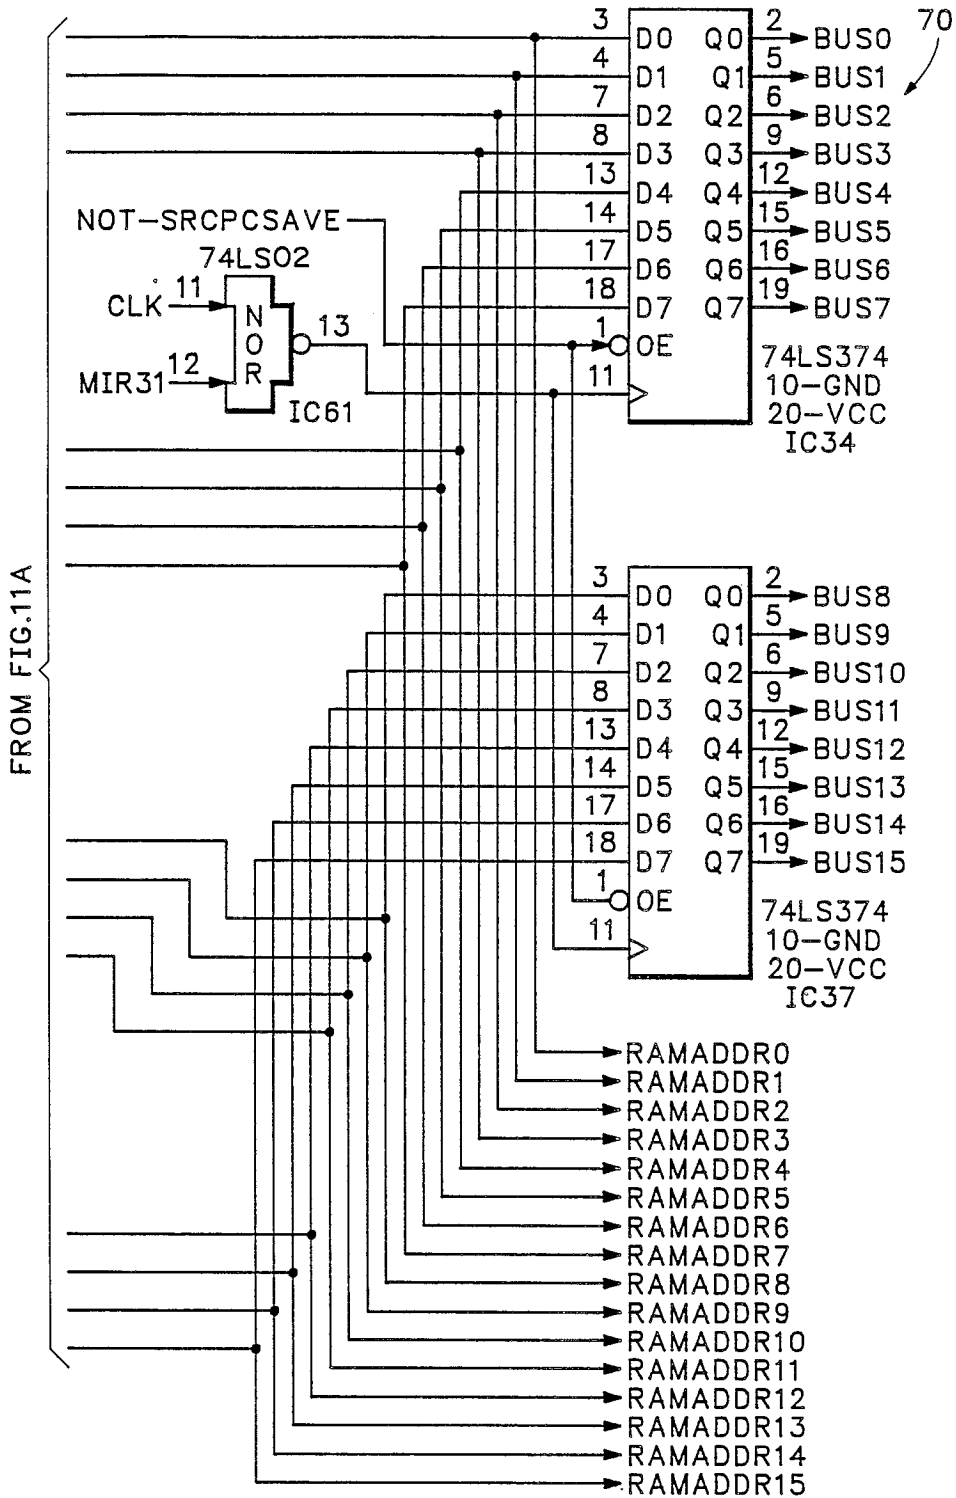 70
3 D0 Q0 2 BUS0
4 D1 Q1 5 BUS1
7 D2 Q2 6 BUS2
8 D3 Q3 9 BUS3
13 D4 Q4 12 BUS4
NOT-SRCPCSAVE 14 D5 Q5 15 BUS5
74LS02 17 D6 Q6 16 BUS6
CLK 11 18 D7 Q7 19 BUS7
NOR 13 1 OE
MIR31 12 11
IC61
74LS374
10-GND
20-VCC
IC34
FROM FIG.11A
3 D0 Q0 2 BUS8
4 D1 Q1 5 BUS9
7 D2 Q2 6 BUS10
8 D3 Q3 9 BUS11
13 D4 Q4 12 BUS12
14 D5 Q5 15 BUS13
17 D6 Q6 16 BUS14
18 D7 Q7 19 BUS15
1 OE
11
74LS374
10-GND
20-VCC
IC37
RAMADDR0
RAMADDR1
RAMADDR2
RAMADDR3
RAMADDR4
RAMADDR5
RAMADDR6
RAMADDR7
RAMADDR8
RAMADDR9
RAMADDR10
RAMADDR11
RAMADDR12
RAMADDR13
RAMADDR14
RAMADDR15